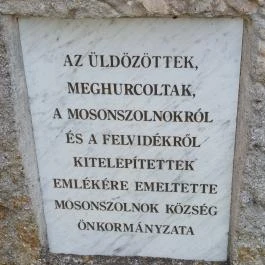 AZ ÜLDÖZÖTTEK,
MEGHURCOLTAK,
A MOSONSZOLNOKRÓL
ÉS A FELVIDÉKRŐL
KITELEPÍTETTEK
EMLÉKÉRE EMELTETTE
MOSONSZOLNOK KÖZSÉG
ÖNKORMÁNYZATA